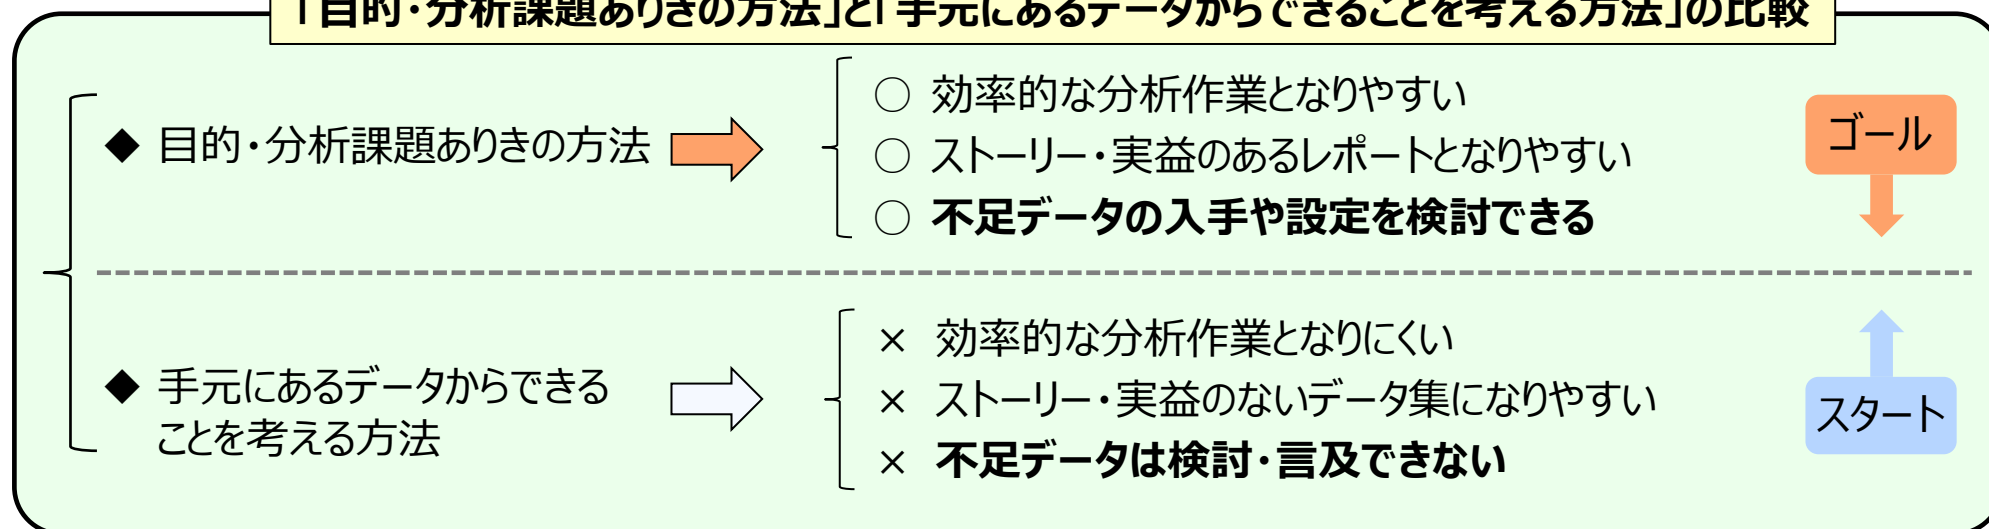 「目的・分析課題ありきの方法」と「手元にあるデータからできることを考える方法」の比較
◆ 目的・分析課題ありきの方法
○ 効率的な分析作業となりやすい
○ ストーリー・実益のあるレポートとなりやすい
○ 不足データの入手や設定を検討できる
ゴール
◆ 手元にあるデータからできる
ことを考える方法
× 効率的な分析作業となりにくい
× ストーリー・実益のないデータ集になりやすい
× 不足データは検討・言及できない
スタート